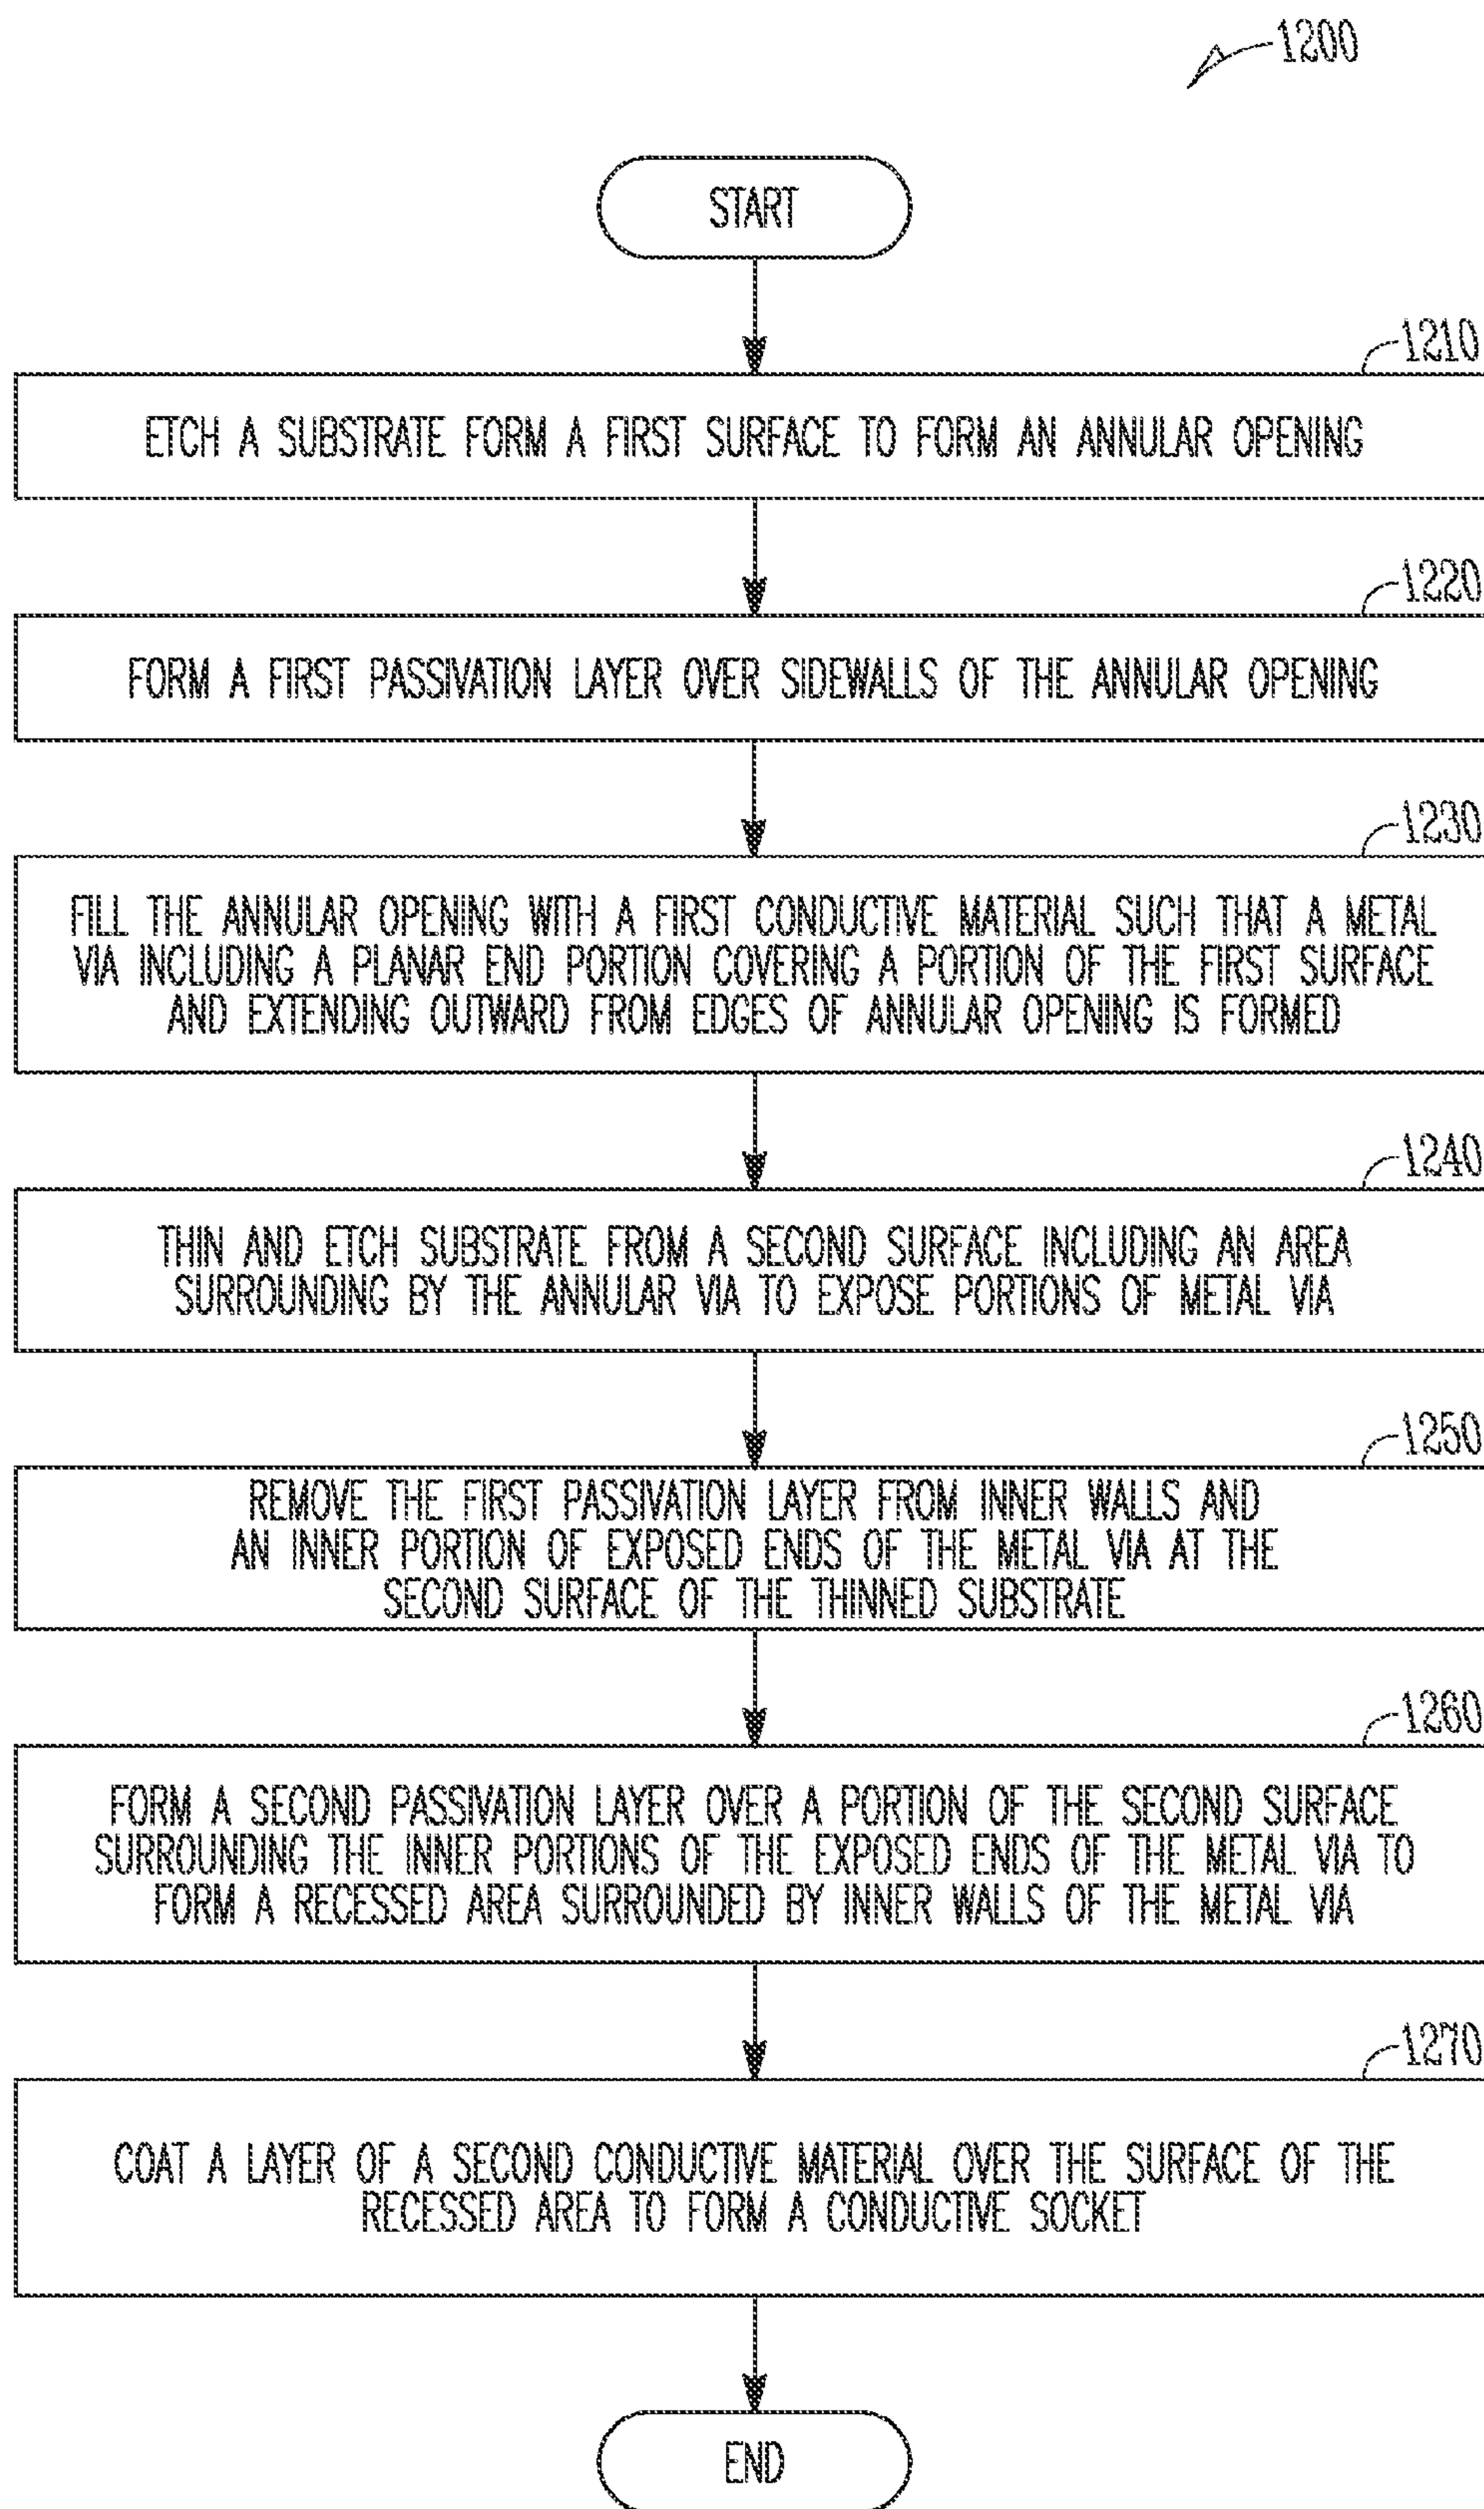 1200
START
1210
ETCH A SUBSTRATE FORM A FIRST SURFACE TO FORM AN ANNULAR OPENING
1220
FORM A FIRST PASSIVATION LAYER OVER SIDEWALLS OF THE ANNULAR OPENING
1230
FILL THE ANNULAR OPENING WITH A FIRST CONDUCTIVE MATERIAL SUCH THAT A METAL
VIA INCLUDING A PLANAR END PORTION COVERING A PORTION OF THE FIRST SURFACE
AND EXTENDING OUTWARD FROM EDGES OF ANNULAR OPENING IS FORMED
1240
THIN AND ETCH SUBSTRATE FROM A SECOND SURFACE INCLUDING AN AREA
SURROUNDING BY THE ANNULAR VIA TO EXPOSE PORTIONS OF METAL VIA
1250
REMOVE THE FIRST PASSIVATION LAYER FROM INNER WALLS AND
AN INNER PORTION OF EXPOSED ENDS OF THE METAL VIA AT THE
SECOND SURFACE OF THE THINNED SUBSTRATE
1260
FORM A SECOND PASSIVATION LAYER OVER A PORTION OF THE SECOND SURFACE
SURROUNDING THE INNER PORTIONS OF THE EXPOSED ENDS OF THE METAL VIA TO
FORM A RECESSED AREA SURROUNDED BY INNER WALLS OF THE METAL VIA
1270
COAT A LAYER OF A SECOND CONDUCTIVE MATERIAL OVER THE SURFACE OF THE
RECESSED AREA TO FORM A CONDUCTIVE SOCKET
END